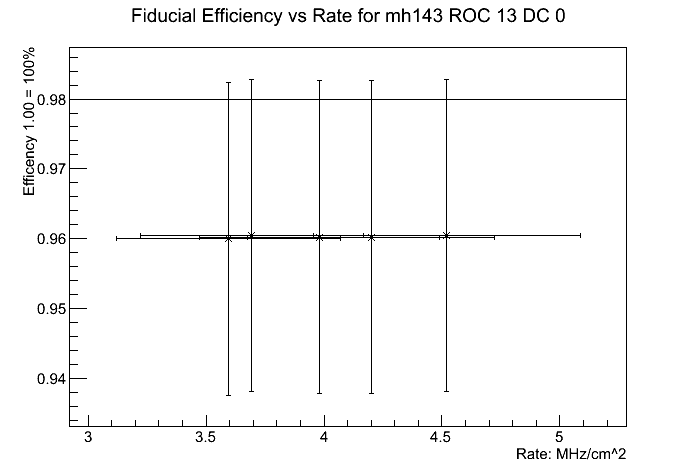 Fiducial Efficiency vs Rate for mh143 ROC 13 DC 0
Efficency 1.00 = 100%
0.98
0.97
0.96
0.95
0.94
3 3.5 4 4.5 5
Rate: MHz/cm^2